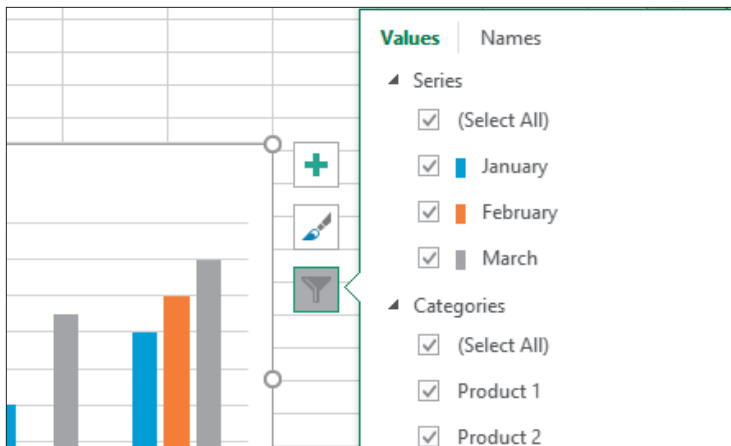 Values Names
Series
(Select All)
January
February
March
Categories
(Select All)
Product 1
Product 2